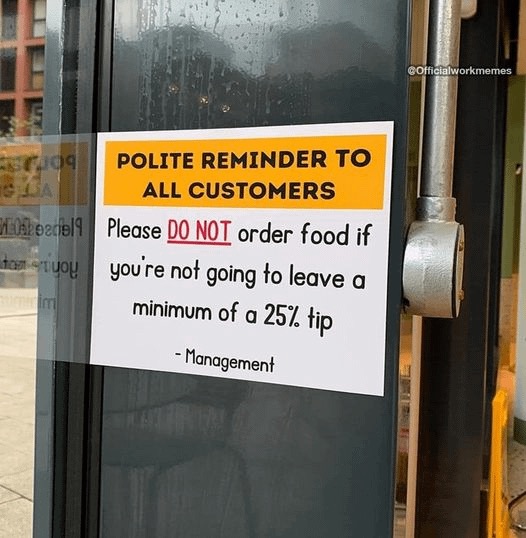 @Officialworkmemes
POLITE REMINDER TO
ALL CUSTOMERS
Please DO NOT order food if
you're not going to leave a
minimum of a 25% tip
- Management